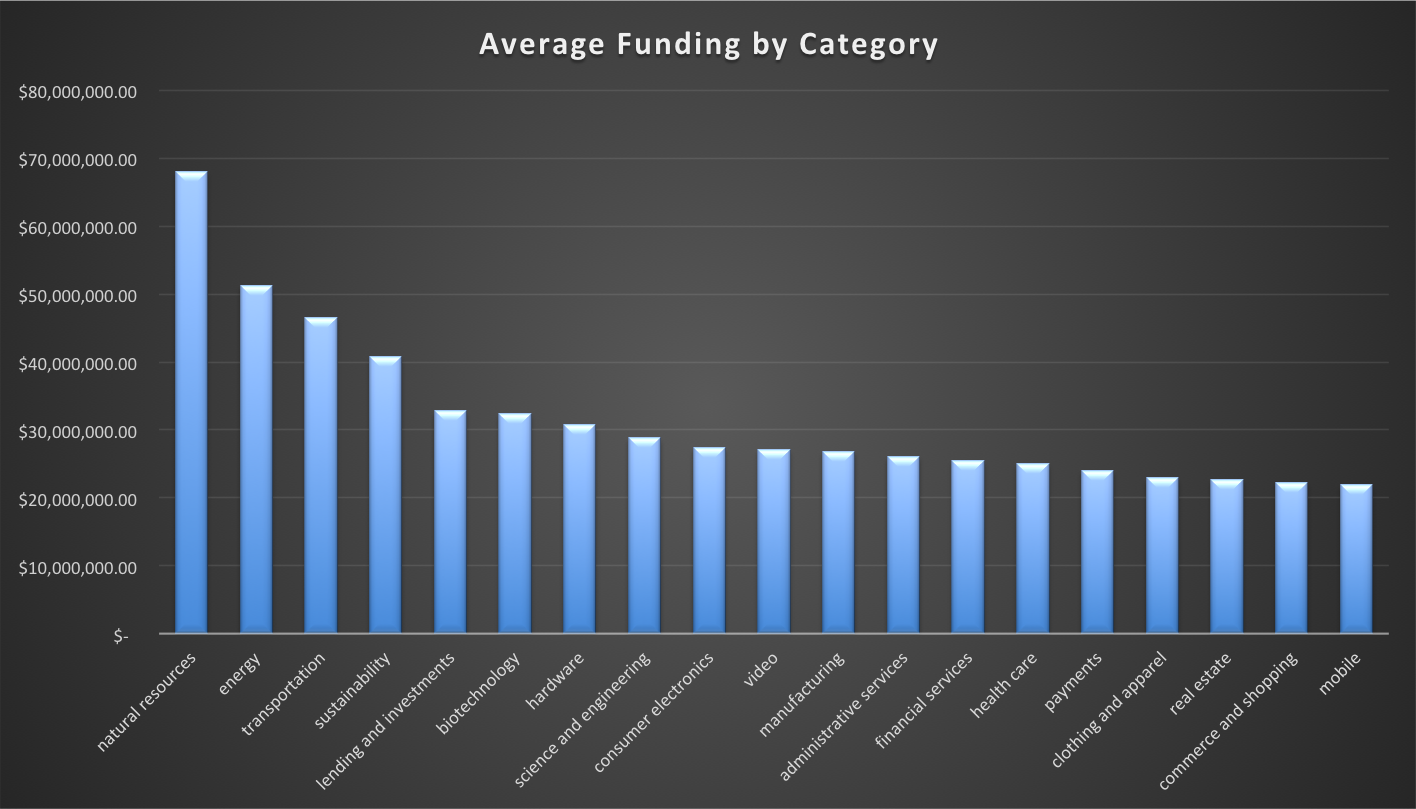 Average Funding by Category
$80,000,000.00
$70,000,000.00
$60,000,000.00
$50,000,000.00
$40,000,000.00
$30,000,000.00
$20,000,000.00
$10,000,000.00
$-
natural resources
energy
transportation
sustainability
lending and investments
biotechnology
hardware
science and engineering
consumer electronics
video
manufacturing
administrative services
financial services
health care
payments
clothing and apparel
real estate
commerce and shopping
mobile